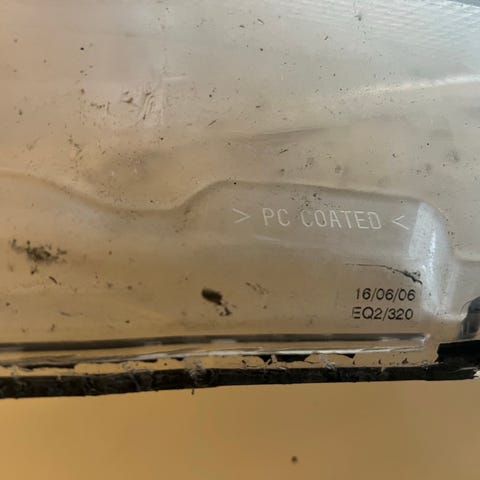 > PC COATED <
16/06/06
EQ2/320